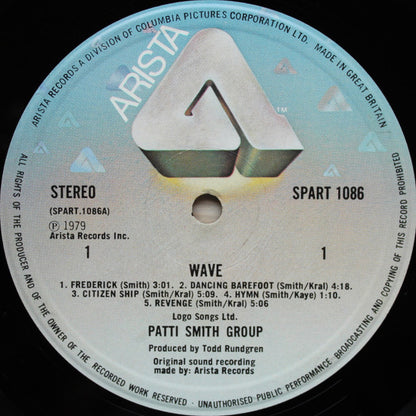 ARISTA RECORDS A DIVISION OF COLUMBIA PICTURES CORPORATION LTD. MADE IN GREAT BRITAIN
ARISTA
TM
STEREO
SPART 1086
(SPART.1086A)
Ⓟ 1979
Arista Records Inc.
1
1
WAVE
1. FREDERICK (Smith) 3:01. 2. DANCING BAREFOOT (Smith/Kral) 4:18.
3. CITIZEN SHIP (Smith/Kral) 5:09. 4. HYMN (Smith/Kaye) 1:10.
5. REVENGE (Smith/Kral) 5:06
Logo Songs Ltd.
PATTI SMITH GROUP
Produced by Todd Rundgren
Original sound recording
made by: Arista Records
ALL RIGHTS OF THE PRODUCER AND OF THE OWNER OF THE RECORDED WORK RESERVED · UNAUTHORISED PUBLIC PERFORMANCE, BROADCASTING AND COPYING OF THIS RECORD PROHIBITED